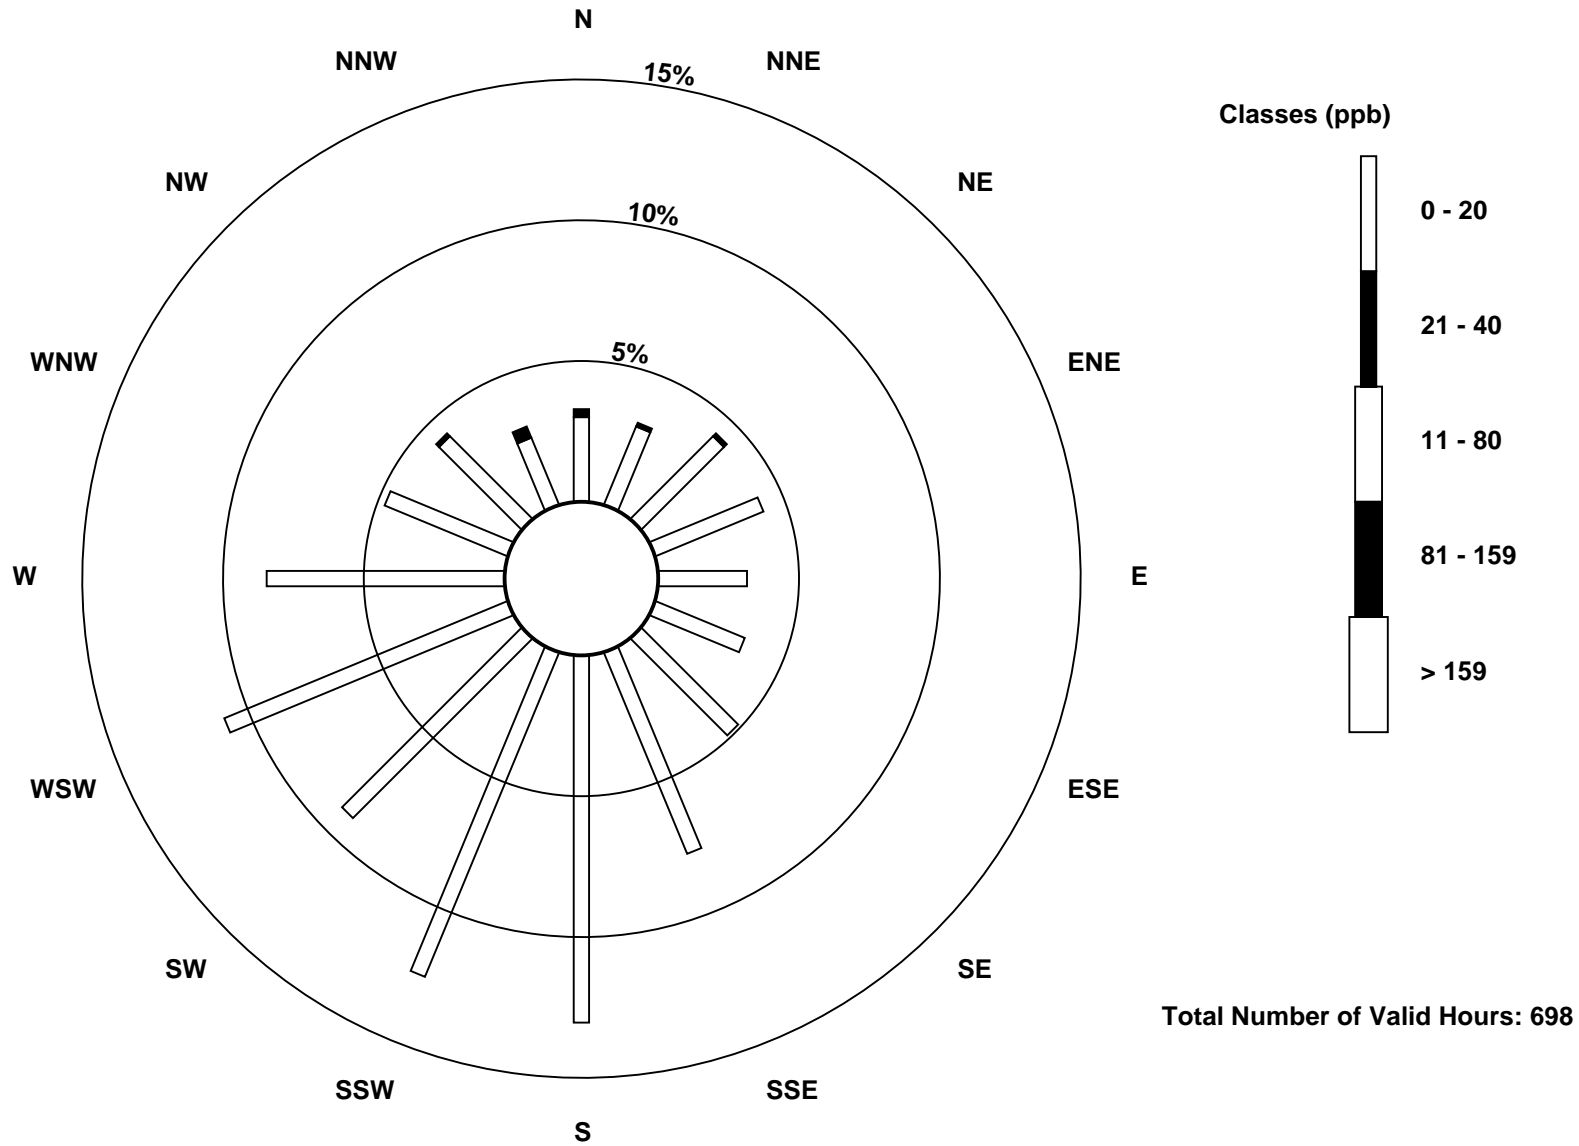 N
NNW
NNE
15%
Classes (ppb)
NW
NE
0 - 20
10%
21 - 40
5%
WNW
ENE
11 - 80
81 - 159
W
E
> 159
WSW
ESE
SW
SE
Total Number of Valid Hours: 698
SSW
SSE
S